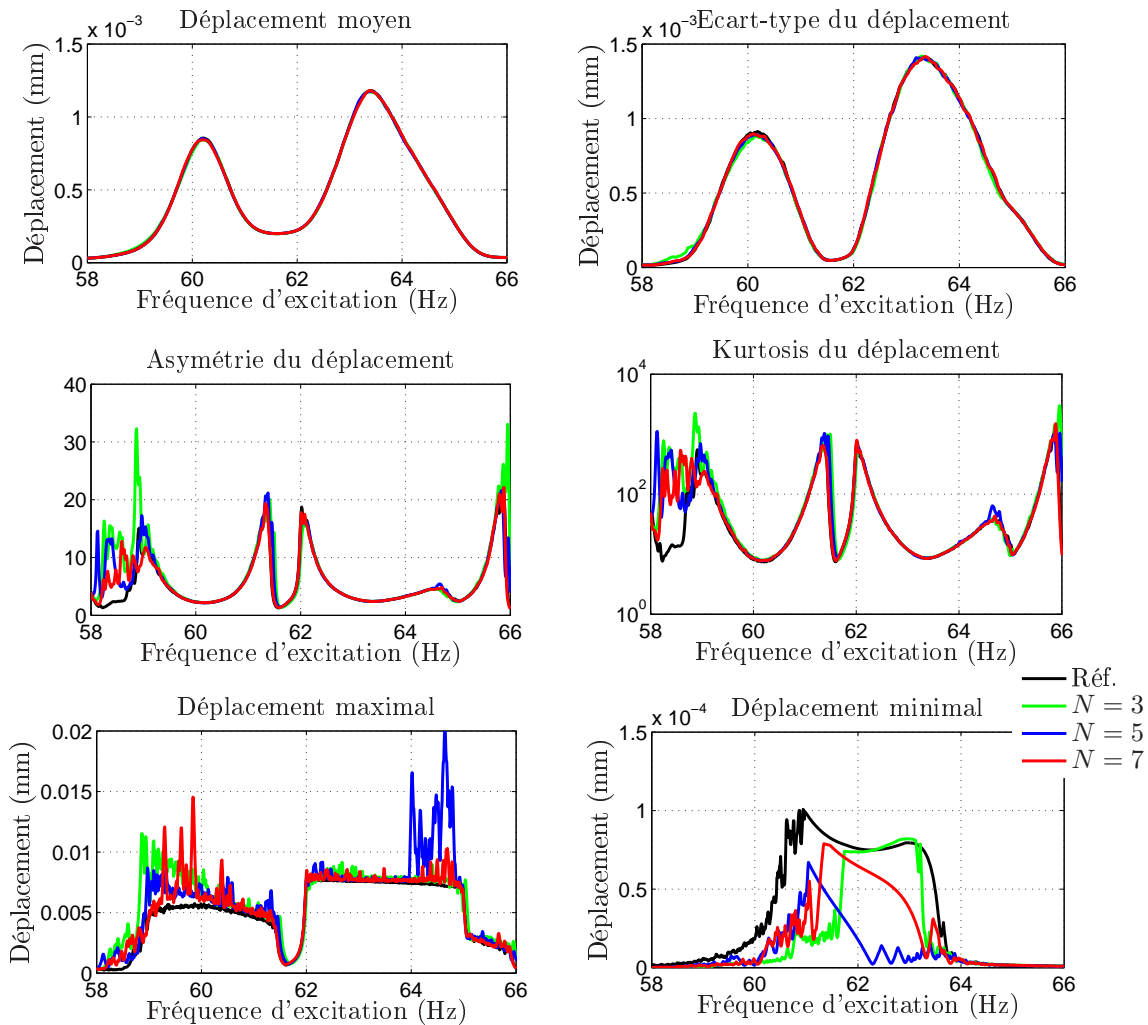 Déplacement moyen
x 10⁻³
1.5
1
0.5
0
Déplacement (mm)
58 60 62 64 66
Fréquence d'excitation (Hz)
Ecart-type du déplacement
x 10⁻³
1.5
1
0.5
0
Déplacement (mm)
58 60 62 64 66
Fréquence d'excitation (Hz)
Asymétrie du déplacement
40
30
20
10
0
58 60 62 64 66
Fréquence d'excitation (Hz)
Kurtosis du déplacement
10⁴
10²
10⁰
58 60 62 64 66
Fréquence d'excitation (Hz)
Déplacement maximal
0.02
0.015
0.01
0.005
0
Déplacement (mm)
58 60 62 64 66
Fréquence d'excitation (Hz)
Déplacement minimal
x 10⁻⁴
1.5
1
0.5
0
Déplacement (mm)
58 60 62 64 66
Fréquence d'excitation (Hz)
Réf.
N = 3
N = 5
N = 7